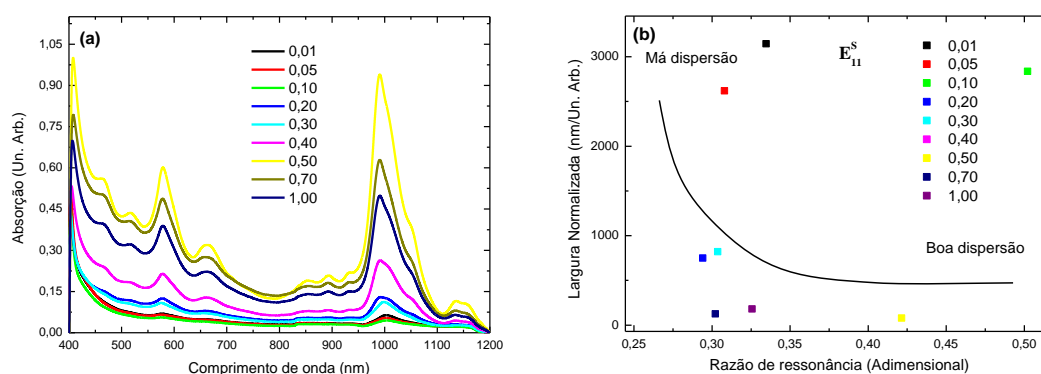 (a)
Absorção (Un. Arb.)
1,05
0,90
0,75
0,60
0,45
0,30
0,15
0,00
400 500 600 700 800 900 1000 1100 1200
Comprimento de onda (nm)
0,01
0,05
0,10
0,20
0,30
0,40
0,50
0,70
1,00
(b)
Largura Normalizada (nm/Un. Arb.)
3000
2000
1000
0
0,25 0,30 0,35 0,40 0,45 0,50
Razão de ressonância (Adimensional)
Má dispersão
E S 11
Boa dispersão
0,01
0,05
0,10
0,20
0,30
0,40
0,50
0,70
1,00